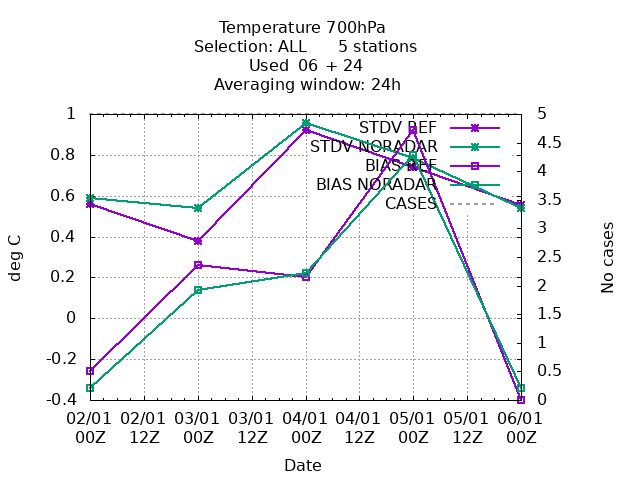 Temperature 700hPa
Selection: ALL 5 stations
Used 06 + 24
Averaging window: 24h
deg C
1
0.8
0.6
0.4
0.2
0
-0.2
-0.4
STDV REF
STDV NORADAR
BIAS REF
BIAS NORADAR
CASES
5
4.5
4
3.5
3
2.5
2
1.5
1
0.5
0
No cases
02/01 02/01 03/01 03/01 04/01 04/01 05/01 05/01 06/01
00Z 12Z 00Z 12Z 00Z 12Z 00Z 12Z 00Z
Date